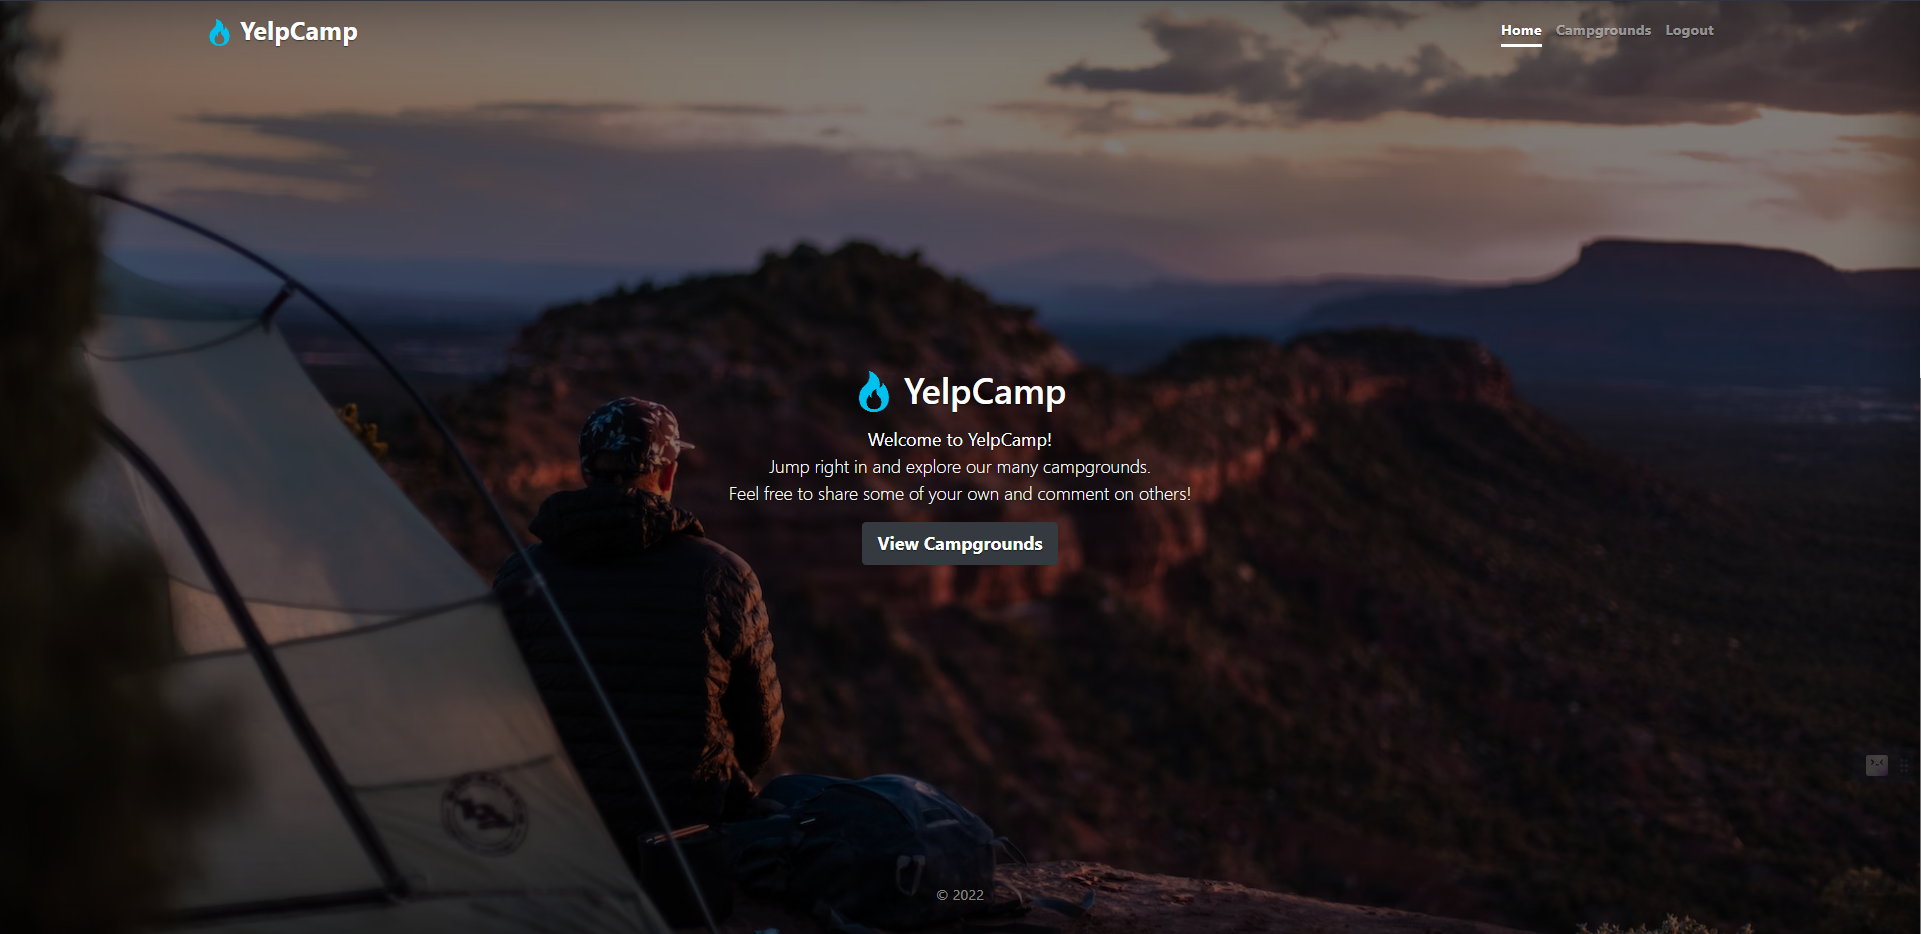 YelpCamp
Home Campgrounds Logout
YelpCamp
Welcome to YelpCamp!
Jump right in and explore our many campgrounds.
Feel free to share some of your own and comment on others!
View Campgrounds
© 2022